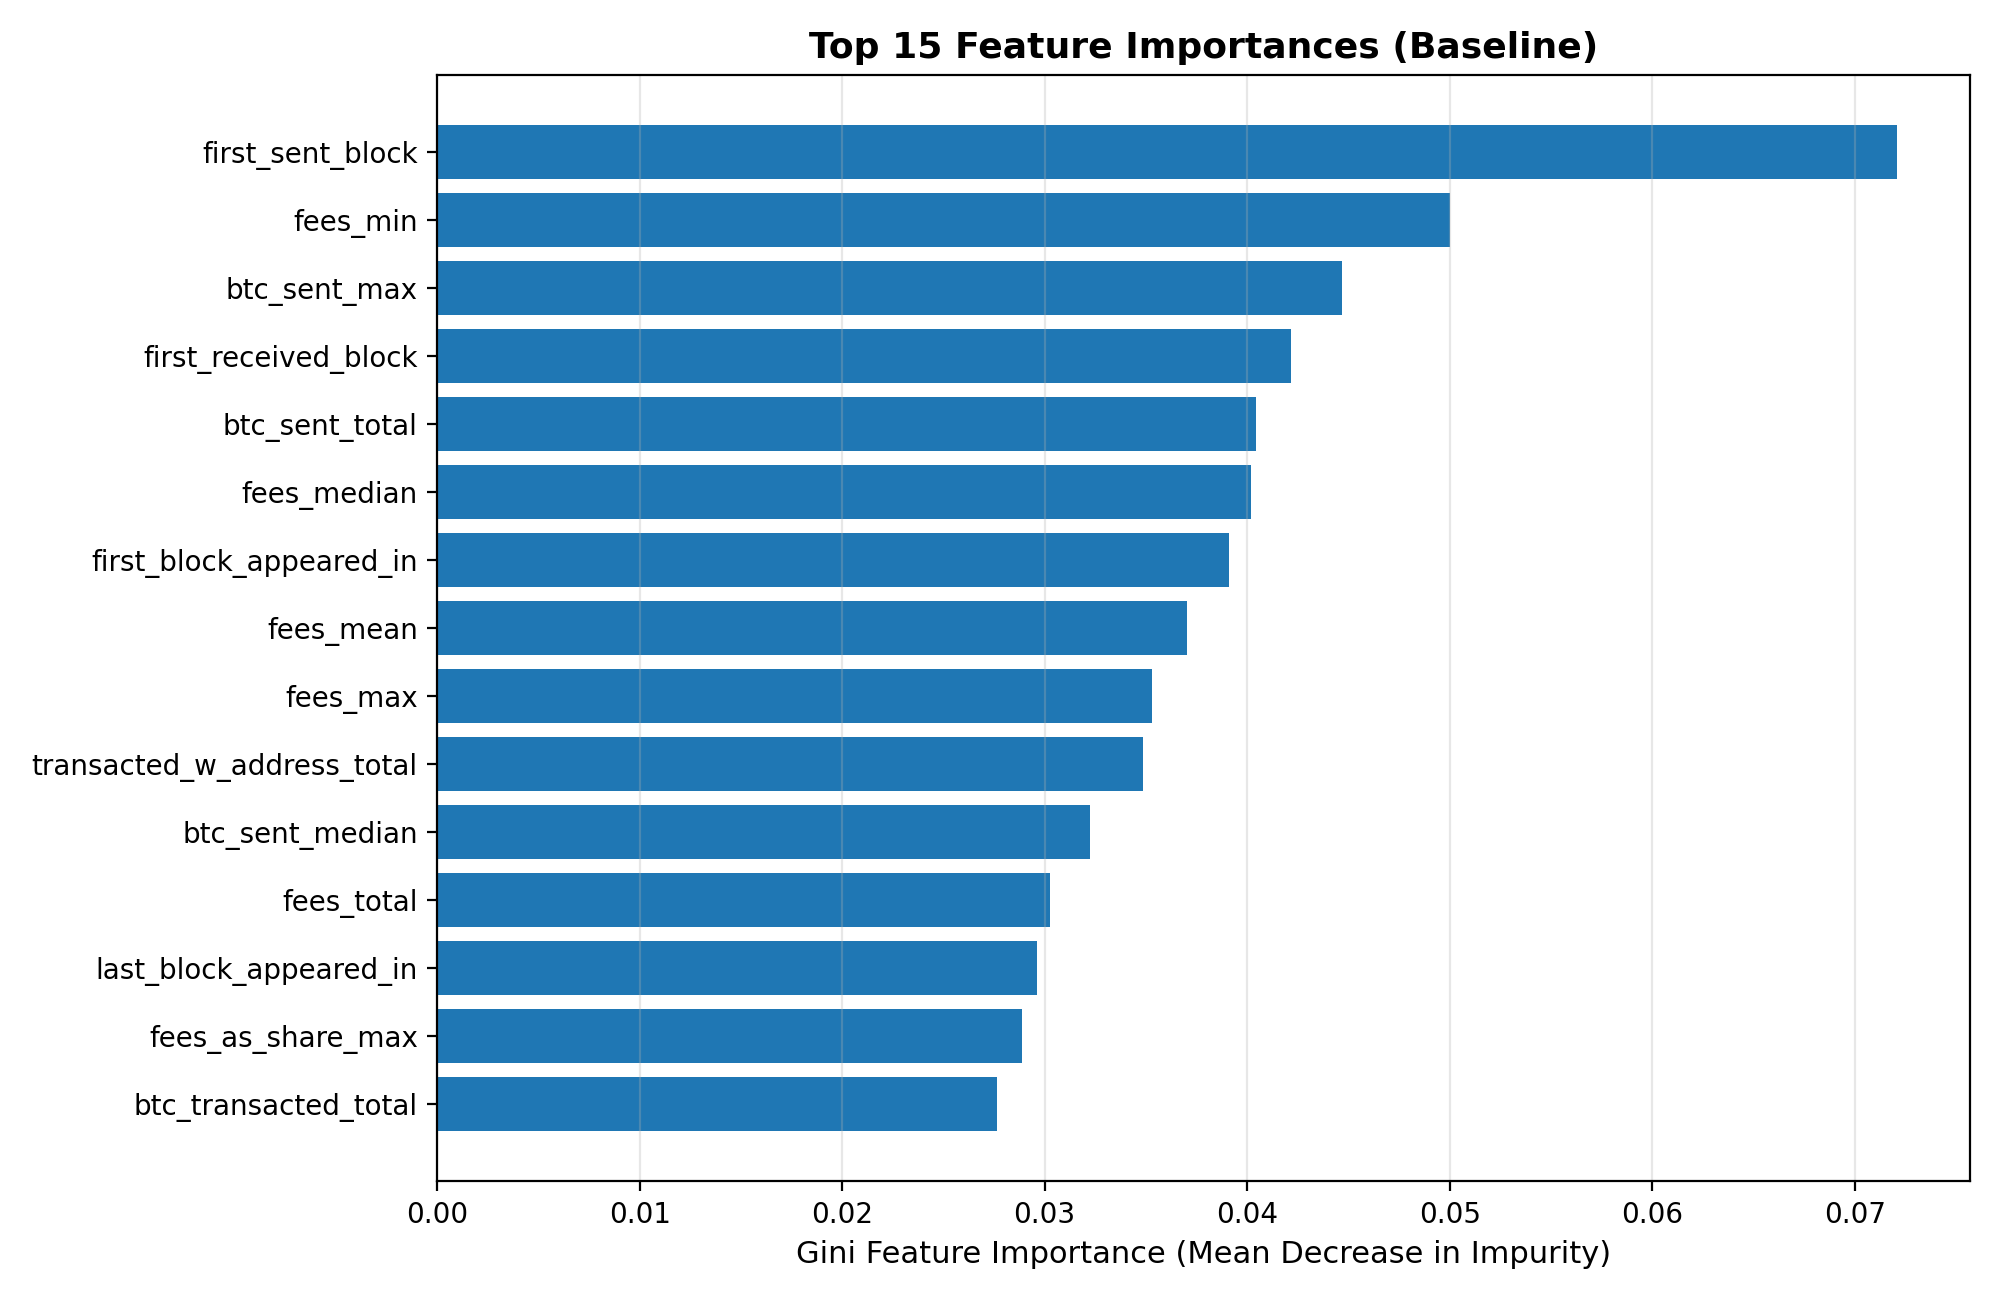 Top 15 Feature Importances (Baseline)
first_sent_block
fees_min
btc_sent_max
first_received_block
btc_sent_total
fees_median
first_block_appeared_in
fees_mean
fees_max
transacted_w_address_total
btc_sent_median
fees_total
last_block_appeared_in
fees_as_share_max
btc_transacted_total
0.00 0.01 0.02 0.03 0.04 0.05 0.06 0.07
Gini Feature Importance (Mean Decrease in Impurity)